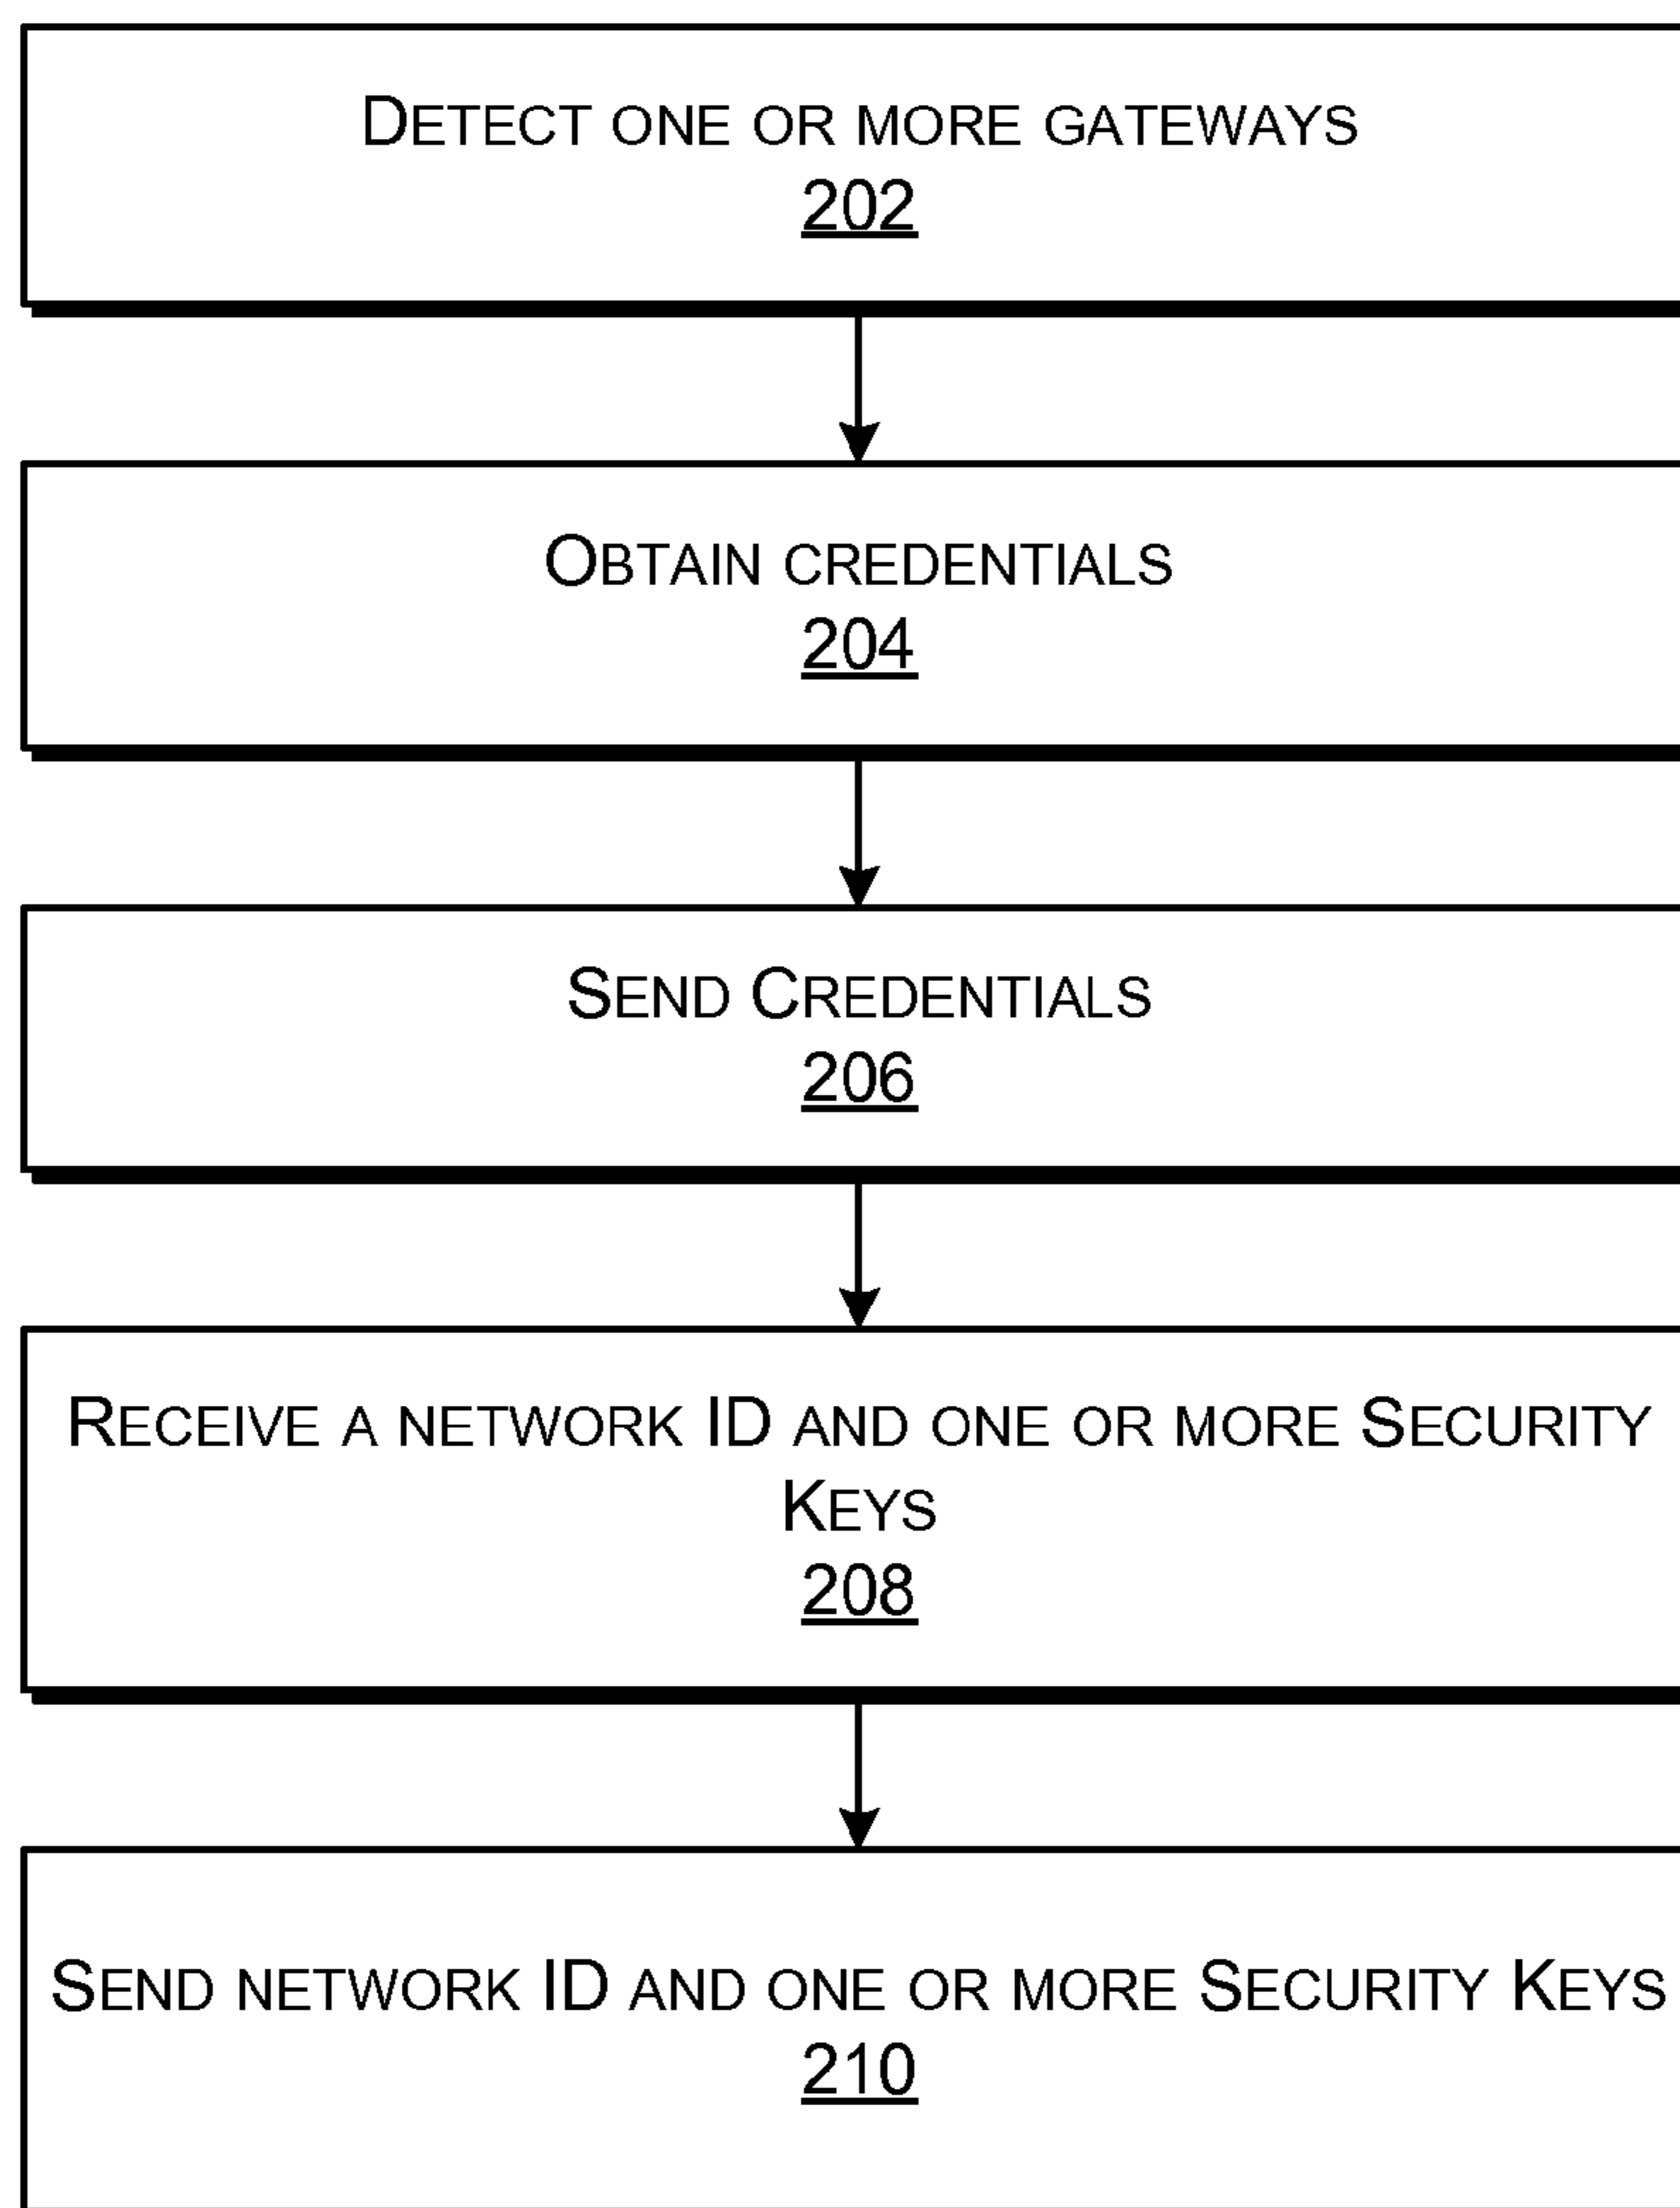 DETECT ONE OR MORE GATEWAYS
202
OBTAIN CREDENTIALS
204
SEND CREDENTIALS
206
RECEIVE A NETWORK ID AND ONE OR MORE SECURITY
KEYS
208
SEND NETWORK ID AND ONE OR MORE SECURITY KEYS
210